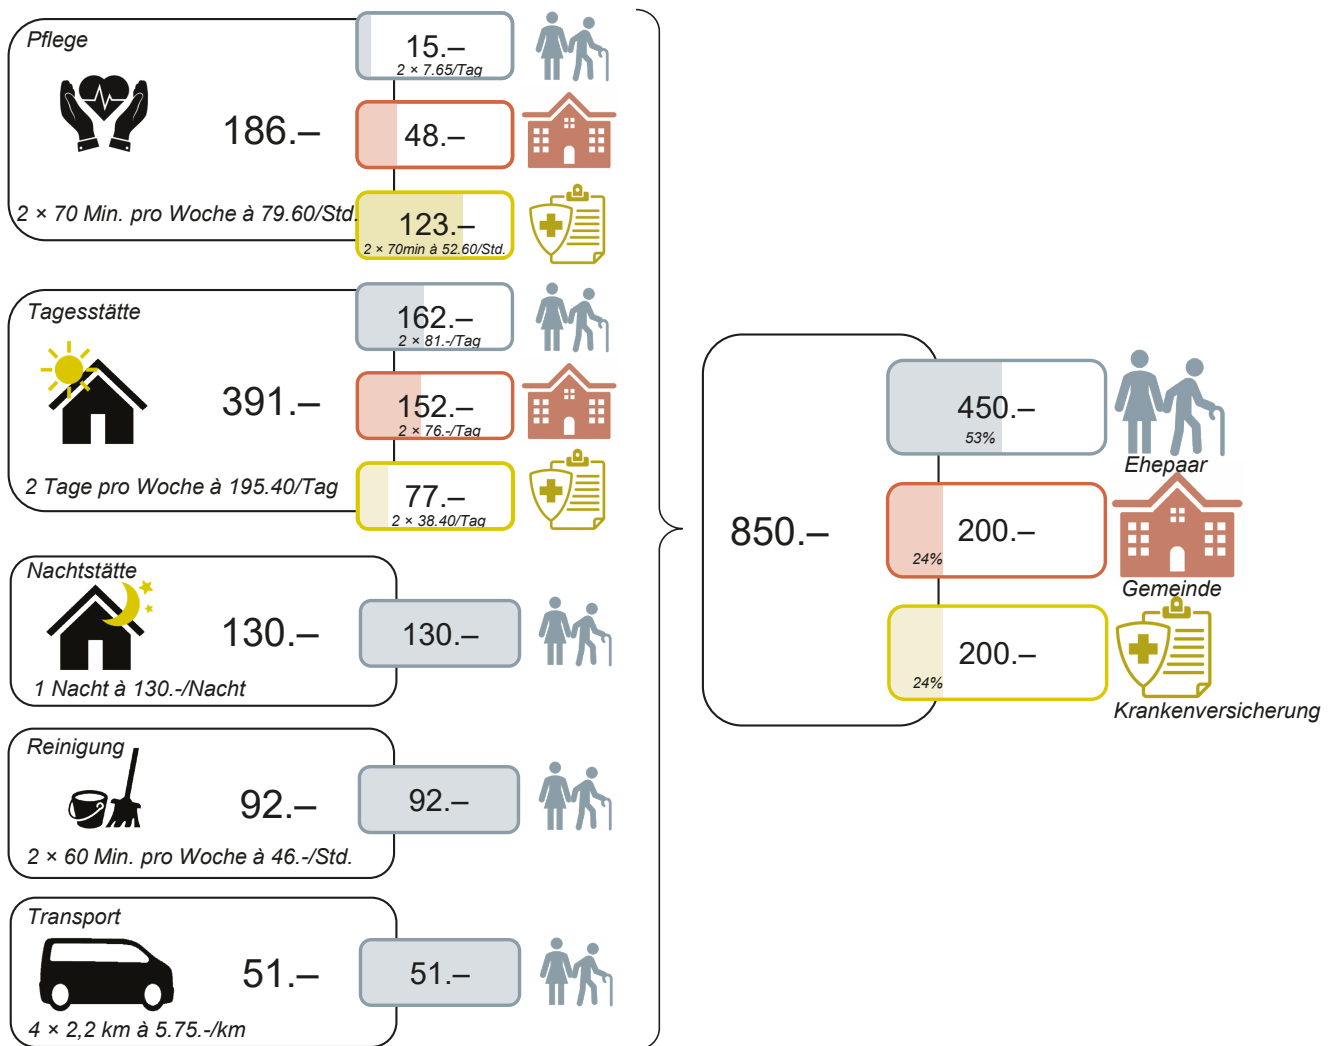 Pflege
186.–
2 × 70 Min. pro Woche à 79.60/Std.
15.–
2 × 7.65/Tag
48.–
123.–
2 × 70min à 52.60/Std.
Tagesstätte
391.–
2 Tage pro Woche à 195.40/Tag
162.–
2 × 81.-/Tag
152.–
2 × 76.-/Tag
77.–
2 × 38.40/Tag
Nachtstätte
130.–
1 Nacht à 130.-/Nacht
130.–
Reinigung
92.–
2 × 60 Min. pro Woche à 46.-/Std.
92.–
Transport
51.–
4 × 2,2 km à 5.75.-/km
51.–
850.–
450.–
53%
Ehepaar
200.–
24%
Gemeinde
200.–
24%
Krankenversicherung